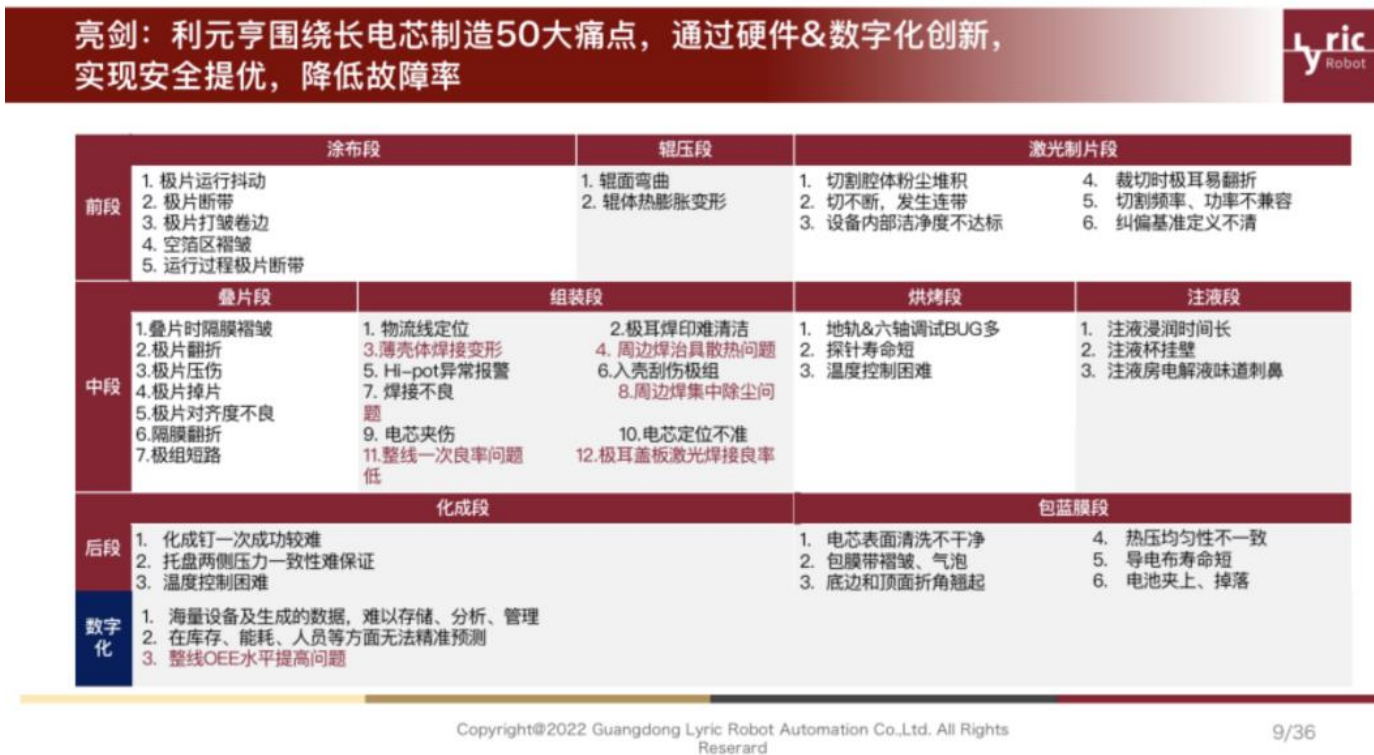 亮剑：利元亨围绕长电芯制造50大痛点，通过硬件&数字化创新，
实现安全提优，降低故障率
Lyric
Robot
前段
涂布段
1. 极片运行抖动
2. 极片断带
3. 极片打皱卷边
4. 空箔区褶皱
5. 运行过程极片断带
辊压段
1. 辊面弯曲
2. 辊体热膨胀变形
激光制片段
1. 切割腔体粉尘堆积
2. 切不断，发生连带
3. 设备内部洁净度不达标
4. 裁切时极耳易翻折
5. 切割频率、功率不兼容
6. 纠偏基准定义不清
中段
叠片段
1.叠片时隔膜褶皱
2.极片翻折
3.极片压伤
4.极片掉片
5.极片对齐度不良
6.隔膜翻折
7.极组短路
组装段
1. 物流线定位 2.极耳焊印难清洁
3.薄壳体焊接变形 4. 周边焊治具散热问题
5. Hi-pot异常报警 6.入壳刮伤极组
7. 焊接不良 8.周边焊集中除尘问
题
9. 电芯夹伤 10.电芯定位不准
11.整线一次良率问题 12.极耳盖板激光焊接良率
低
烘烤段
1. 地轨&六轴调试BUG多
2. 探针寿命短
3. 温度控制困难
注液段
1. 注液浸润时间长
2. 注液杯挂壁
3. 注液房电解液味道刺鼻
后段
化成段
1. 化成钉一次成功较难
2. 托盘两侧压力一致性难保证
3. 温度控制困难
包蓝膜段
1. 电芯表面清洗不干净
2. 包膜带褶皱、气泡
3. 底边和顶面折角翘起
4. 热压均匀性不一致
5. 导电布寿命短
6. 电池夹上、掉落
数字
化
1. 海量设备及生成的数据，难以存储、分析、管理
2. 在库存、能耗、人员等方面无法精准预测
3. 整线OEE水平提高问题
Copyright@2022 Guangdong Lyric Robot Automation Co.,Ltd. All Rights
Reserard
9/36